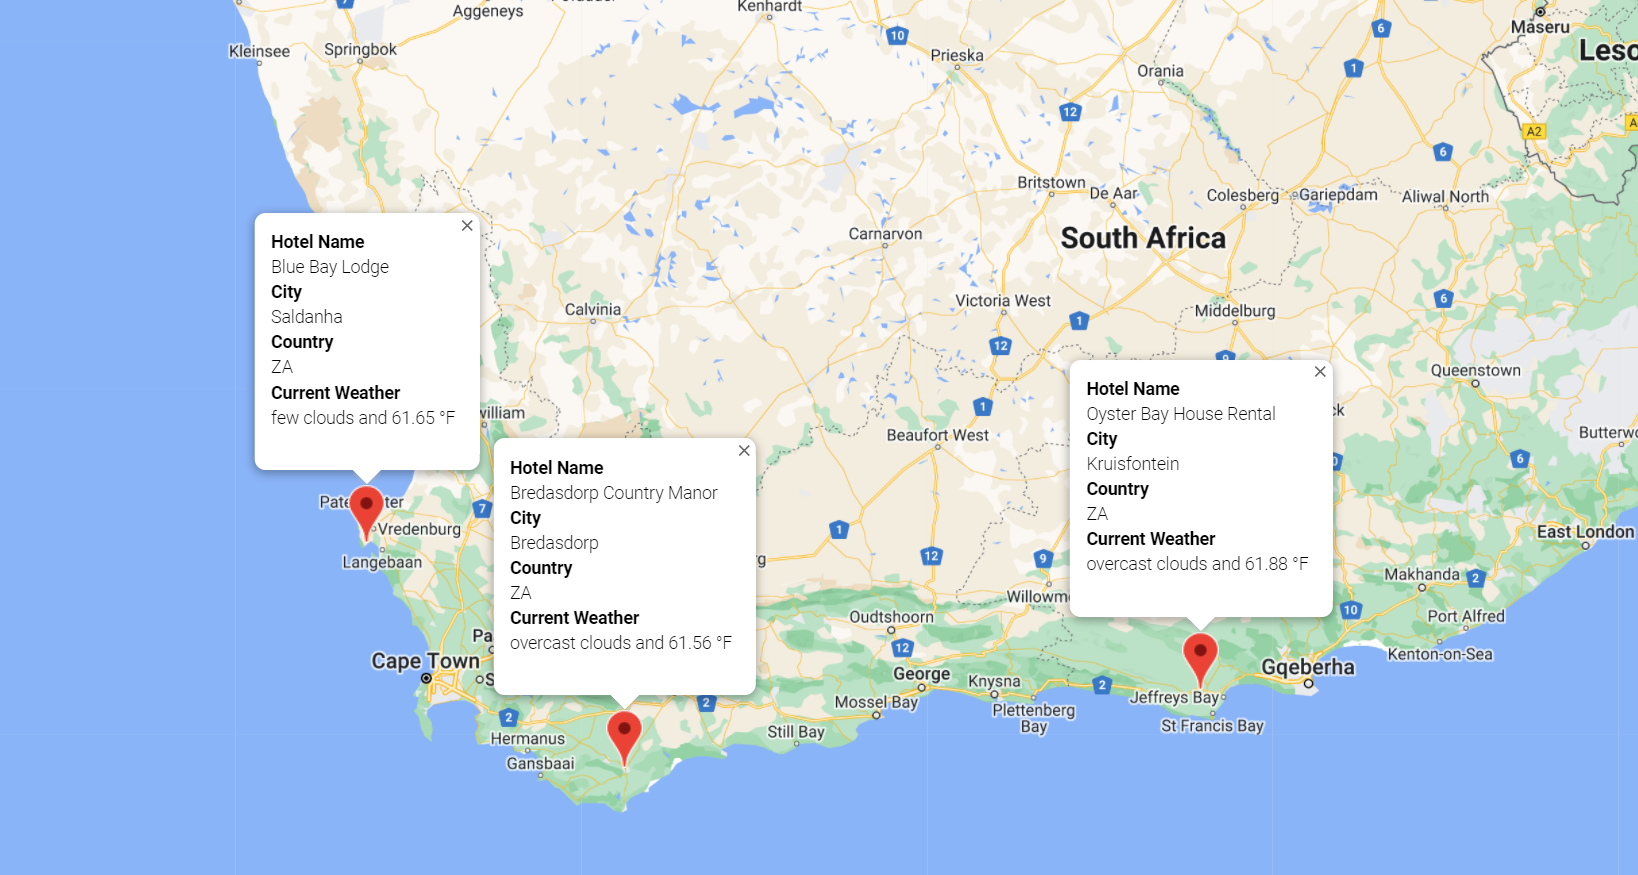 Aggeneys
Kenhardt
Maseru
Kleinsee
Springbok
10
6
Prieska
1
Leso
Orania
12
A2
6
Britstown
De Aar
Colesberg
Gariepdam
Aliwal North
Carnarvon
South Africa
Hotel Name
Blue Bay Lodge
City
Saldanha
Country
ZA
Current Weather
few clouds and 61.65 °F
Calvinia
Victoria West
6
Middelburg
1
12
9
Queenstown
1
Beaufort West
Butterwo
6
Hotel Name
Bredasdorp Country Manor
City
Bredasdorp
Country
ZA
Current Weather
overcast clouds and 61.56 °F
Hotel Name
Oyster Bay House Rental
City
Kruisfontein
Country
ZA
Current Weather
overcast clouds and 61.88 °F
7
Vredenburg
Langebaan
1
12
9
East London
Makhanda
2
Willowm
10
Port Alfred
Oudtshoorn
12
Kenton-on-Sea
Pa
Cape Town
S
George
Knysna
Gqeberha
2
Jeffreys Bay
Mossel Bay
Plettenberg
Bay
St Francis Bay
2
2
Still Bay
Hermanus
Gansbaai